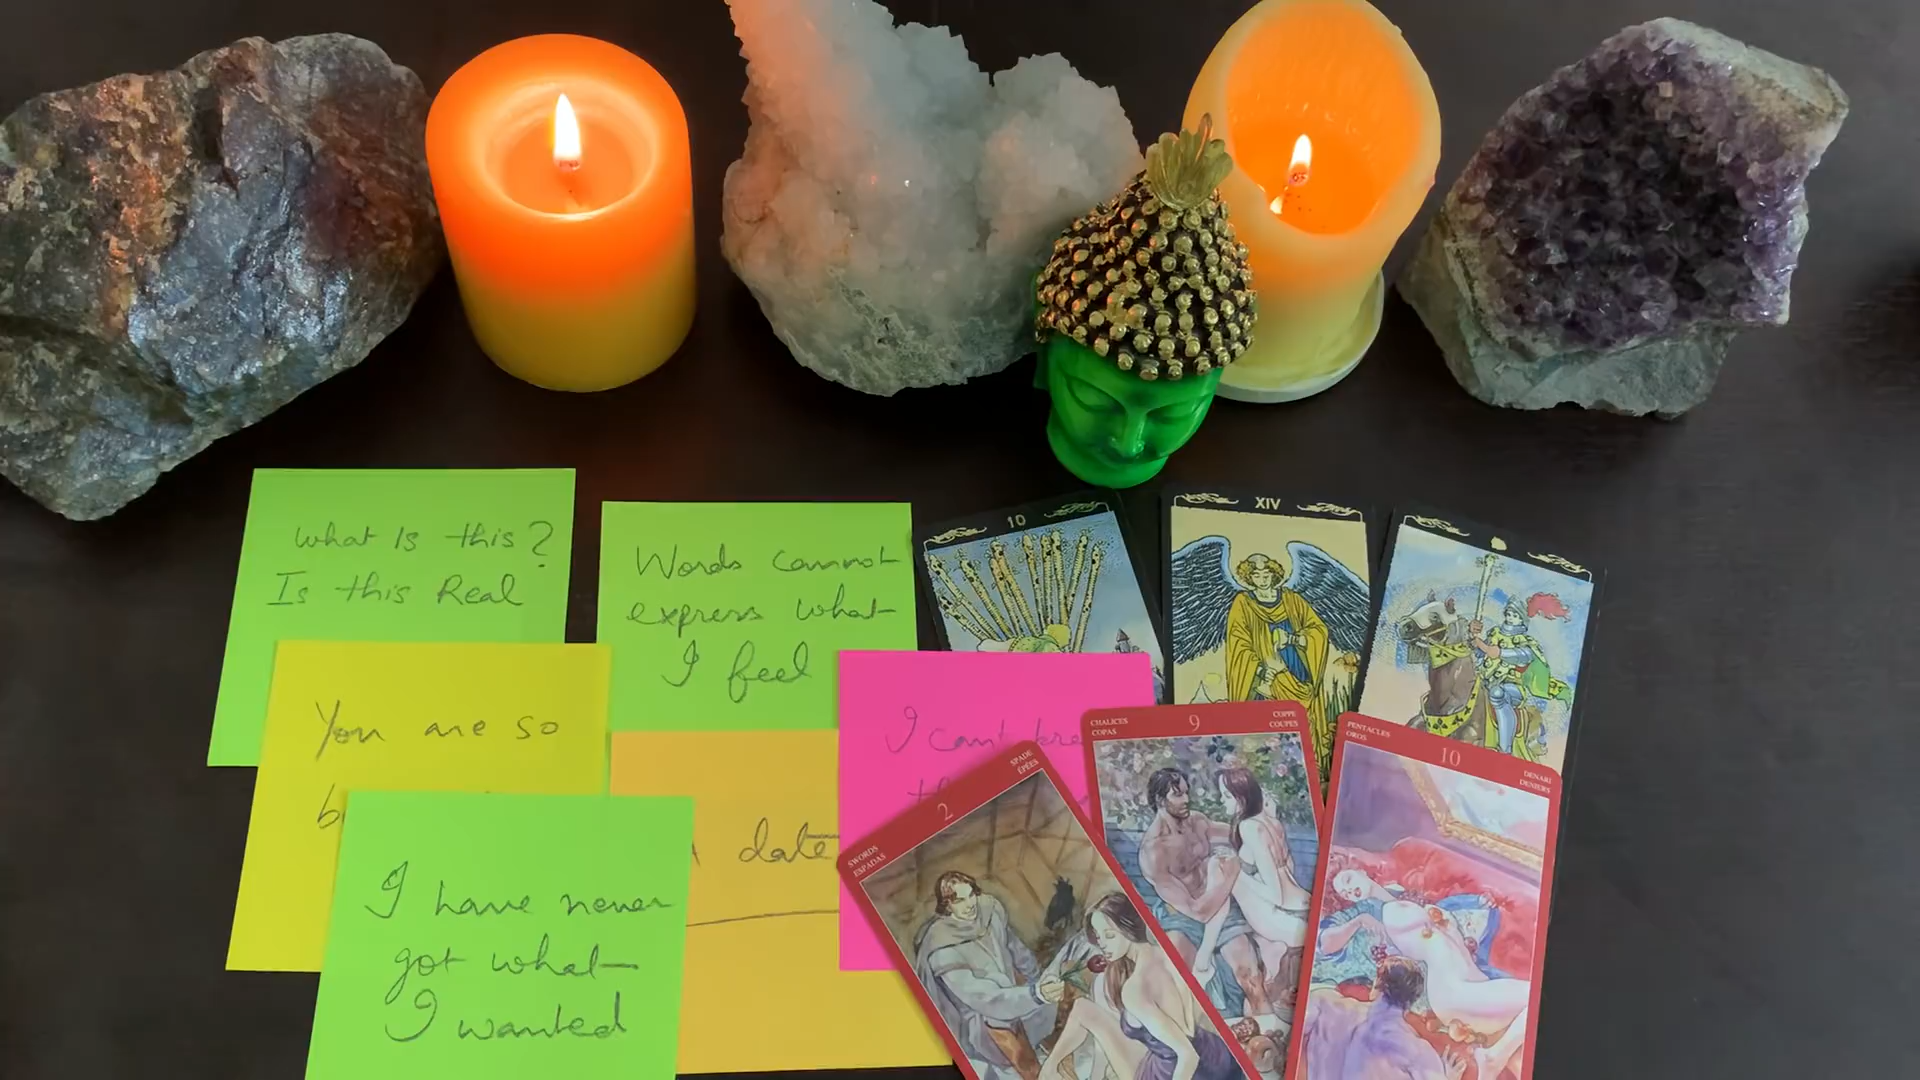 What Is this?
Is this Real
Words cannot
express what
I feel
You are so
I have never
got what
I wanted
date
I can't
10
XIV
2
SWORDS
ESPADAS
SPADE
ÉPÉES
CHALICES
COPAS
9
COPPE
COUPES
PENTACLES
OROS
10
DENARI
DENIERS